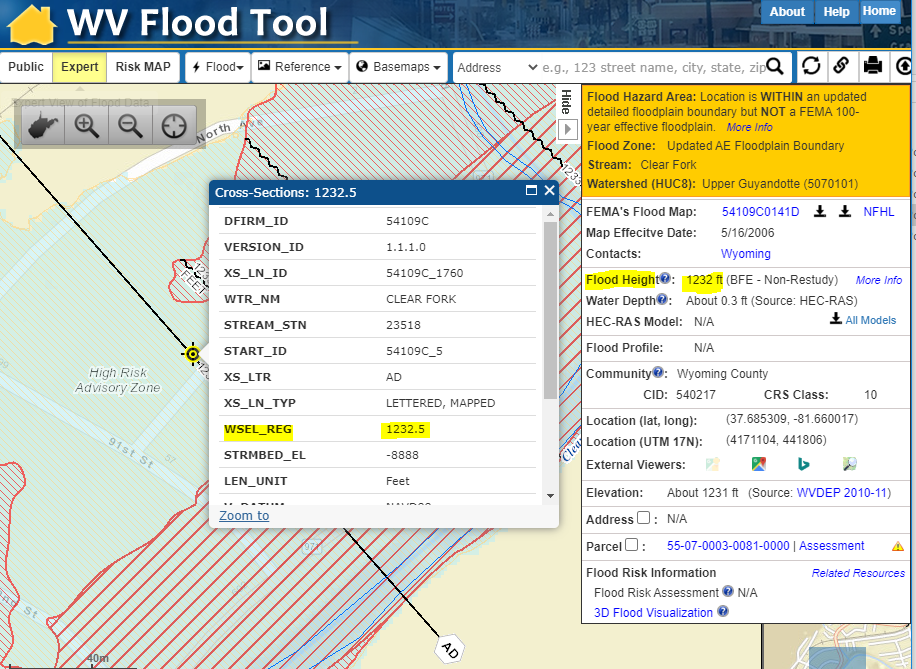 WV Flood Tool
About Help Home
Public Expert Risk MAP Flood Reference Basemaps Address e.g., 123 street name, city, state, zip
Expert View of Flood Data
North Ave
Hide
Flood Hazard Area: Location is WITHIN an updated
detailed floodplain boundary but NOT a FEMA 100-
year effective floodplain. More Info
Flood Zone: Updated AE Floodplain Boundary
Stream: Clear Fork
Watershed (HUC8): Upper Guyandotte (5070101)
FEMA's Flood Map: 54109C0141D NFHL
Map Effecitve Date: 5/16/2006
Contacts: Wyoming
Flood Height: 1232 ft (BFE - Non-Restudy) More Info
Water Depth: About 0.3 ft (Source: HEC-RAS)
HEC-RAS Model: N/A All Models
Flood Profile: N/A
Community: Wyoming County
CID: 540217 CRS Class: 10
Location (lat, long): (37.685309, -81.660017)
Location (UTM 17N): (4171104, 441806)
External Viewers:
Elevation: About 1231 ft (Source: WVDEP 2010-11)
Address : N/A
Parcel : 55-07-0003-0081-0000 | Assessment
Flood Risk Information Related Resources
Flood Risk Assessment N/A
3D Flood Visualization
Cross-Sections: 1232.5
DFIRM_ID 54109C
VERSION_ID 1.1.1.0
XS_LN_ID 54109C_1760
WTR_NM CLEAR FORK
STREAM_STN 23518
START_ID 54109C_5
XS_LTR AD
XS_LN_TYP LETTERED, MAPPED
WSEL_REG 1232.5
STRMBED_EL -8888
LEN_UNIT Feet
V_DATUM NAVD88
Zoom to
FEET
High Risk
Advisory Zone
91st St
57
971
AD
40m